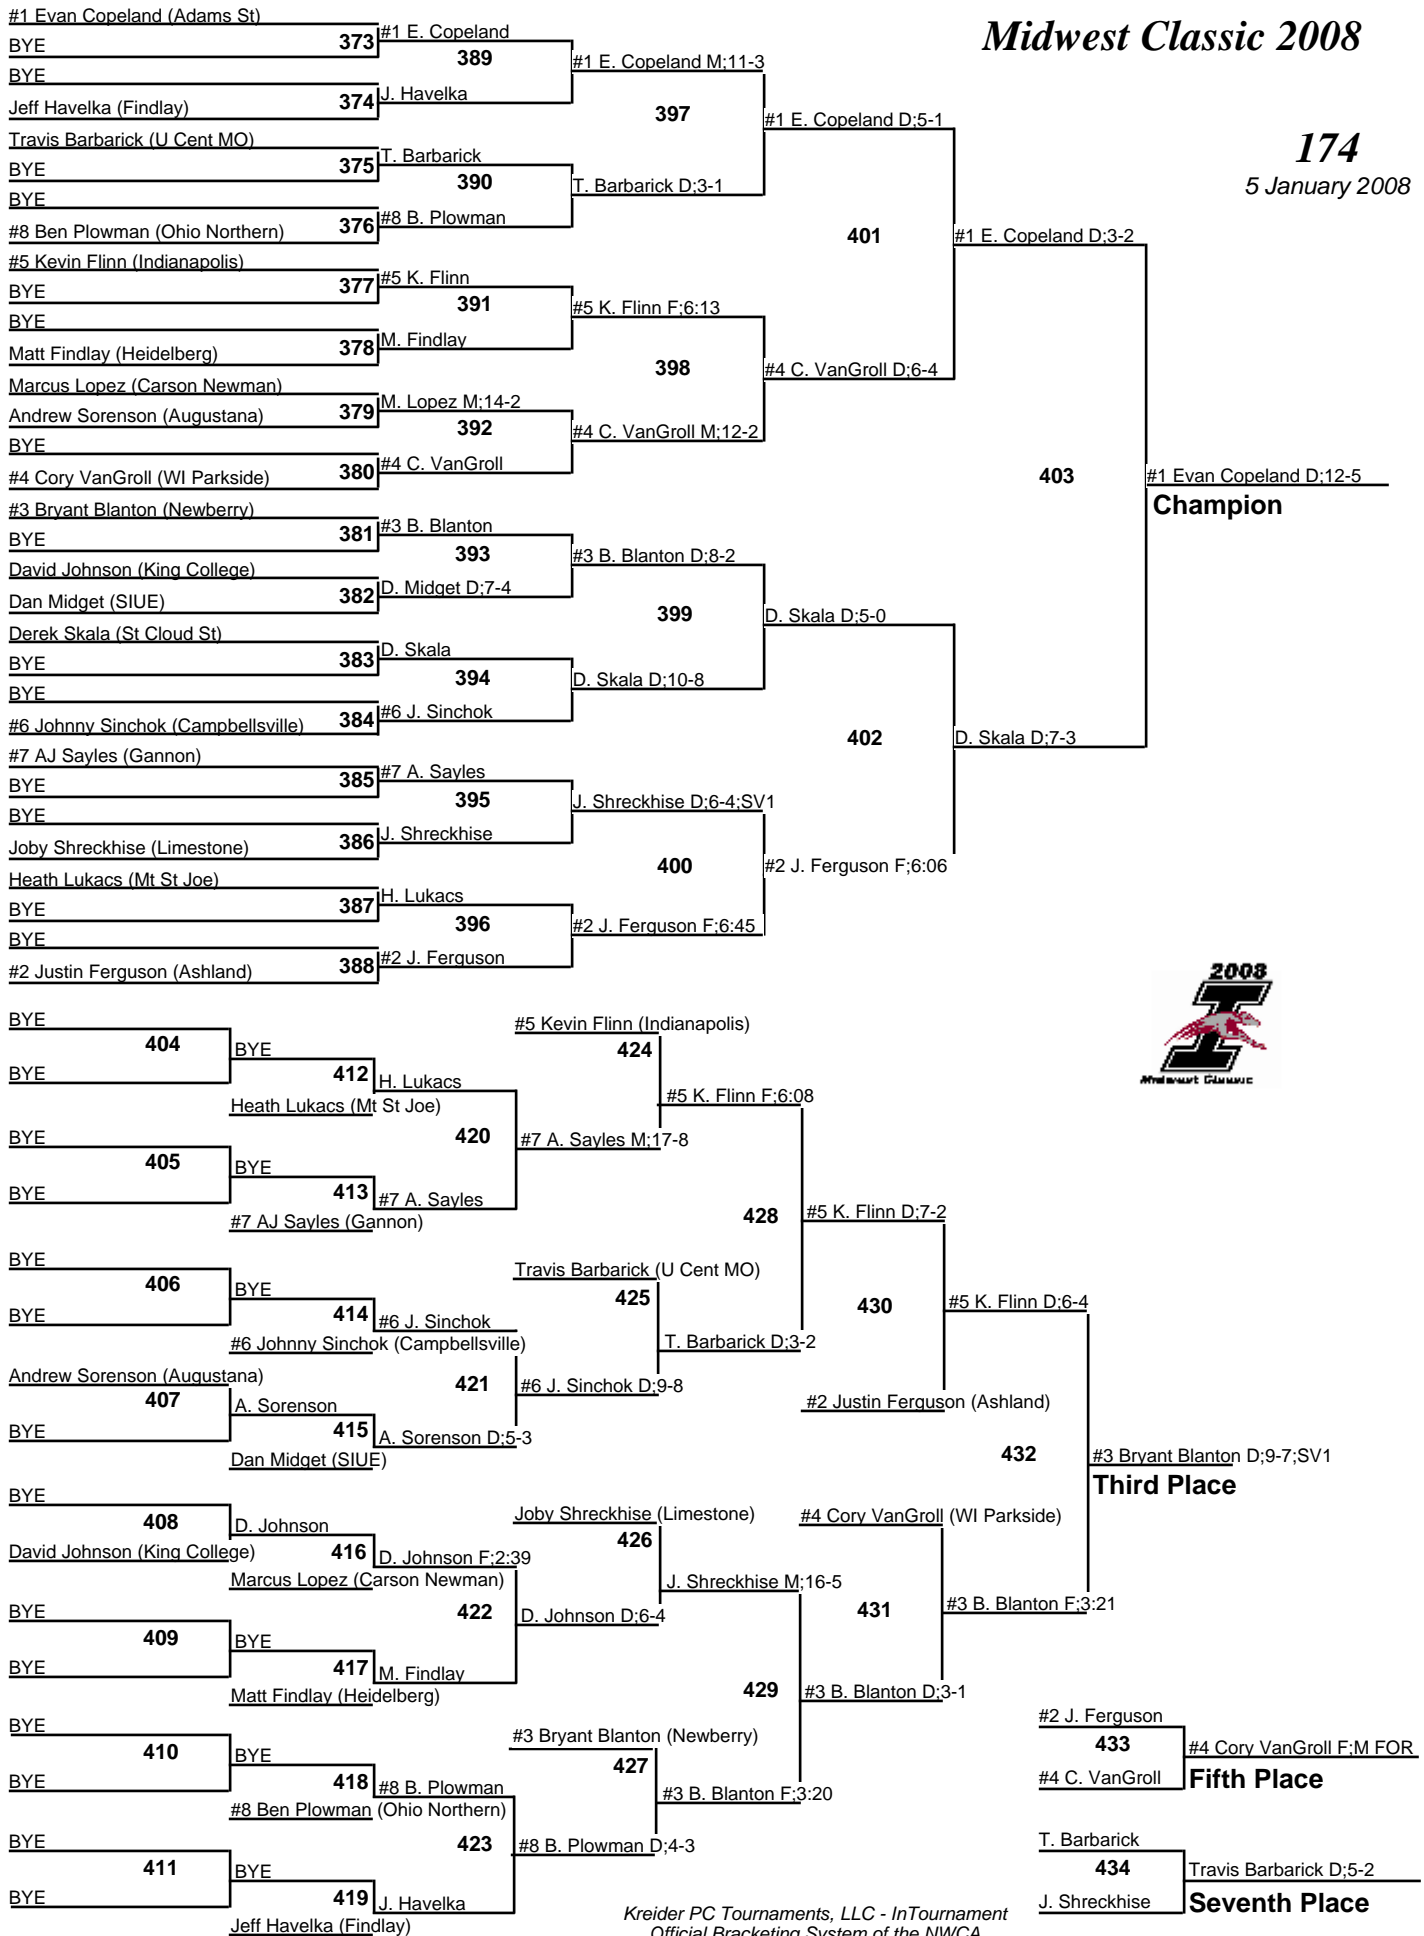 Midwest Classic 2008
174
5 January 2008
#1 Evan Copeland (Adams St)
BYE
373
#1 E. Copeland
389
BYE
Jeff Havelka (Findlay)
374
J. Havelka
#1 E. Copeland M;11-3
397
Travis Barbarick (U Cent MO)
BYE
375
T. Barbarick
390
BYE
#8 Ben Plowman (Ohio Northern)
376
#8 B. Plowman
T. Barbarick D;3-1
#1 E. Copeland D;5-1
401
#5 Kevin Flinn (Indianapolis)
BYE
377
#5 K. Flinn
391
BYE
Matt Findlay (Heidelberg)
378
M. Findlay
#5 K. Flinn F;6:13
398
Marcus Lopez (Carson Newman)
Andrew Sorenson (Augustana)
379
M. Lopez M;14-2
392
BYE
#4 Cory VanGroll (WI Parkside)
380
#4 C. VanGroll
#4 C. VanGroll M;12-2
#4 C. VanGroll D;6-4
#1 E. Copeland D;3-2
403
#1 Evan Copeland D;12-5
Champion
#3 Bryant Blanton (Newberry)
BYE
381
#3 B. Blanton
393
David Johnson (King College)
Dan Midget (SIUE)
382
D. Midget D;7-4
#3 B. Blanton D;8-2
399
Derek Skala (St Cloud St)
BYE
383
D. Skala
394
BYE
#6 Johnny Sinchok (Campbellsville)
384
#6 J. Sinchok
D. Skala D;10-8
D. Skala D;5-0
402
D. Skala D;7-3
#7 AJ Sayles (Gannon)
BYE
385
#7 A. Sayles
395
BYE
Joby Shreckhise (Limestone)
386
J. Shreckhise
J. Shreckhise D;6-4;SV1
400
Heath Lukacs (Mt St Joe)
BYE
387
H. Lukacs
396
BYE
#2 Justin Ferguson (Ashland)
388
#2 J. Ferguson
#2 J. Ferguson F;6:45
#2 J. Ferguson F;6:06
2008
I
Midwest Classic
BYE
404
BYE
BYE
412
H. Lukacs
Heath Lukacs (Mt St Joe)
BYE
405
BYE
BYE
413
#7 A. Sayles
#7 AJ Sayles (Gannon)
420
#7 A. Sayles M;17-8
#5 Kevin Flinn (Indianapolis)
424
#5 K. Flinn F;6:08
BYE
406
BYE
BYE
414
#6 J. Sinchok
#6 Johnny Sinchok (Campbellsville)
Andrew Sorenson (Augustana)
407
BYE
A. Sorenson
415
A. Sorenson D;5-3
Dan Midget (SIUE)
421
#6 J. Sinchok D;9-8
Travis Barbarick (U Cent MO)
425
T. Barbarick D;3-2
428
#5 K. Flinn D;7-2
430
#2 Justin Ferguson (Ashland)
#5 K. Flinn D;6-4
432
#3 Bryant Blanton D;9-7;SV1
Third Place
BYE
408
David Johnson (King College)
D. Johnson
416
D. Johnson F;2:39
Marcus Lopez (Carson Newman)
BYE
409
BYE
BYE
417
M. Findlay
Matt Findlay (Heidelberg)
422
D. Johnson D;6-4
Joby Shreckhise (Limestone)
426
J. Shreckhise M;16-5
#4 Cory VanGroll (WI Parkside)
431
#3 B. Blanton F;3:21
429
#3 B. Blanton D;3-1
BYE
410
BYE
BYE
418
#8 B. Plowman
#8 Ben Plowman (Ohio Northern)
BYE
411
BYE
BYE
419
J. Havelka
Jeff Havelka (Findlay)
423
#8 B. Plowman D;4-3
#3 Bryant Blanton (Newberry)
427
#3 B. Blanton F;3:20
#2 J. Ferguson
433
#4 C. VanGroll
#4 Cory VanGroll F;M FOR
Fifth Place
T. Barbarick
434
J. Shreckhise
Travis Barbarick D;5-2
Seventh Place
Kreider PC Tournaments, LLC - InTournament
Official Bracketing System of the NWCA